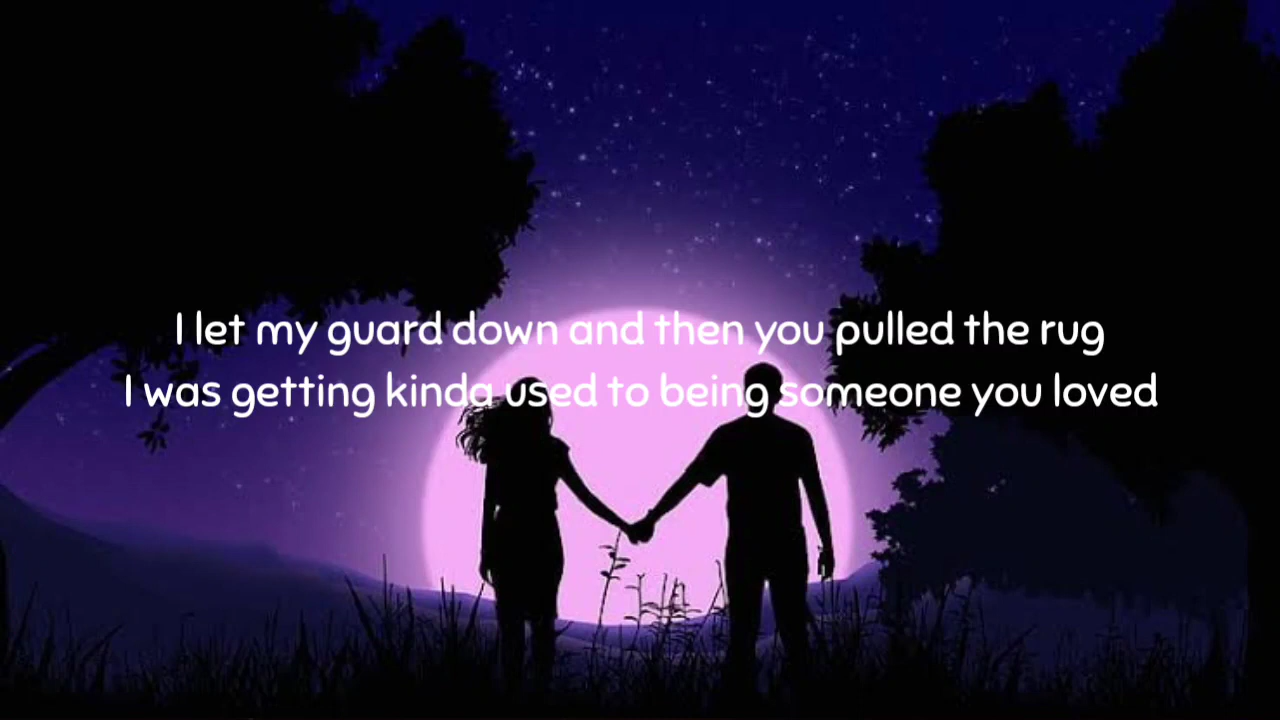 I let my guard down and then you pulled the rug
I was getting kinda used to being someone you loved